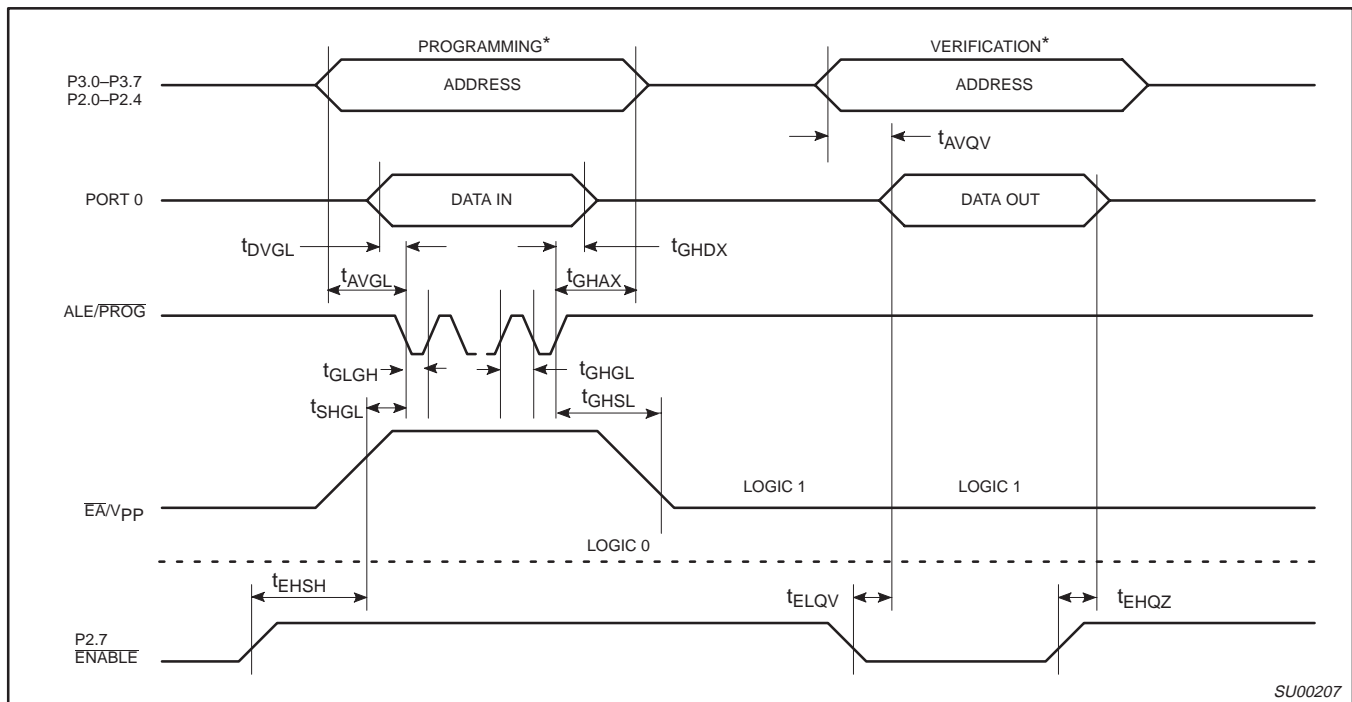 PROGRAMMING*
VERIFICATION*
P3.0–P3.7
P2.0–P2.4
ADDRESS
ADDRESS
tAVQV
PORT 0
DATA IN
DATA OUT
tDVGL
tGHDX
tAVGL
tGHAX
ALE/PROG
tGLGH
tGHGL
tSHGL
tGHSL
LOGIC 1
LOGIC 1
EA/VPP
LOGIC 0
tEHSH
tELQV
tEHQZ
P2.7
ENABLE
SU00207